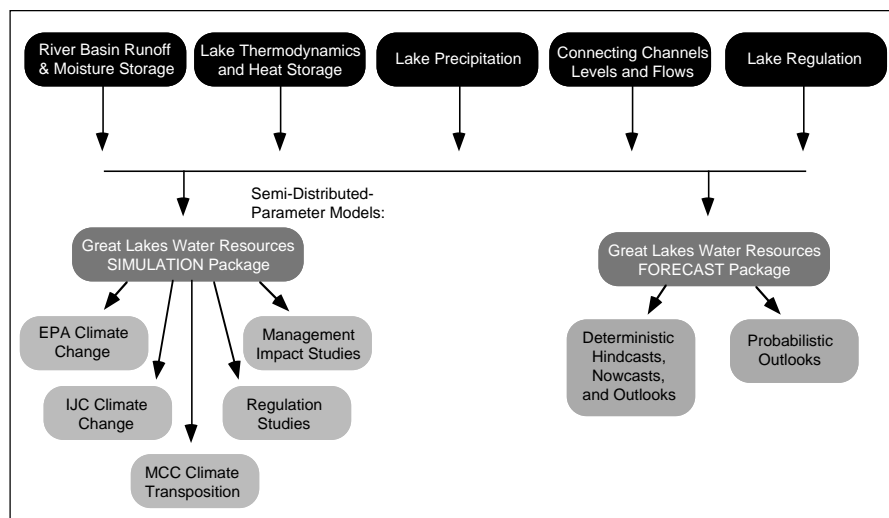 River Basin Runoff
& Moisture Storage
Lake Thermodynamics
and Heat Storage
Lake Precipitation
Connecting Channels
Levels and Flows
Lake Regulation
Semi-Distributed-
Parameter Models:
Great Lakes Water Resources
SIMULATION Package
Great Lakes Water Resources
FORECAST Package
EPA Climate
Change
Management
Impact Studies
Deterministic
Hindcasts,
Nowcasts,
and Outlooks
Probabilistic
Outlooks
IJC Climate
Change
Regulation
Studies
MCC Climate
Transposition